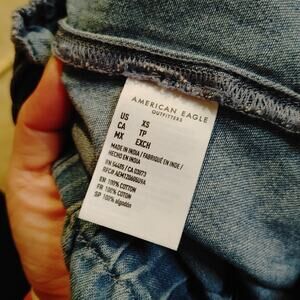 AMERICAN EAGLE
OUTFITTERS
US XS
CA TP
MX EXCH
MADE IN INDIA / FABRIQUÉ EN INDE /
HECHO EN INDIA
RN 54485 / CA 03773
EN 100% COTTON
FR 100% COTON
SP 100% algodón